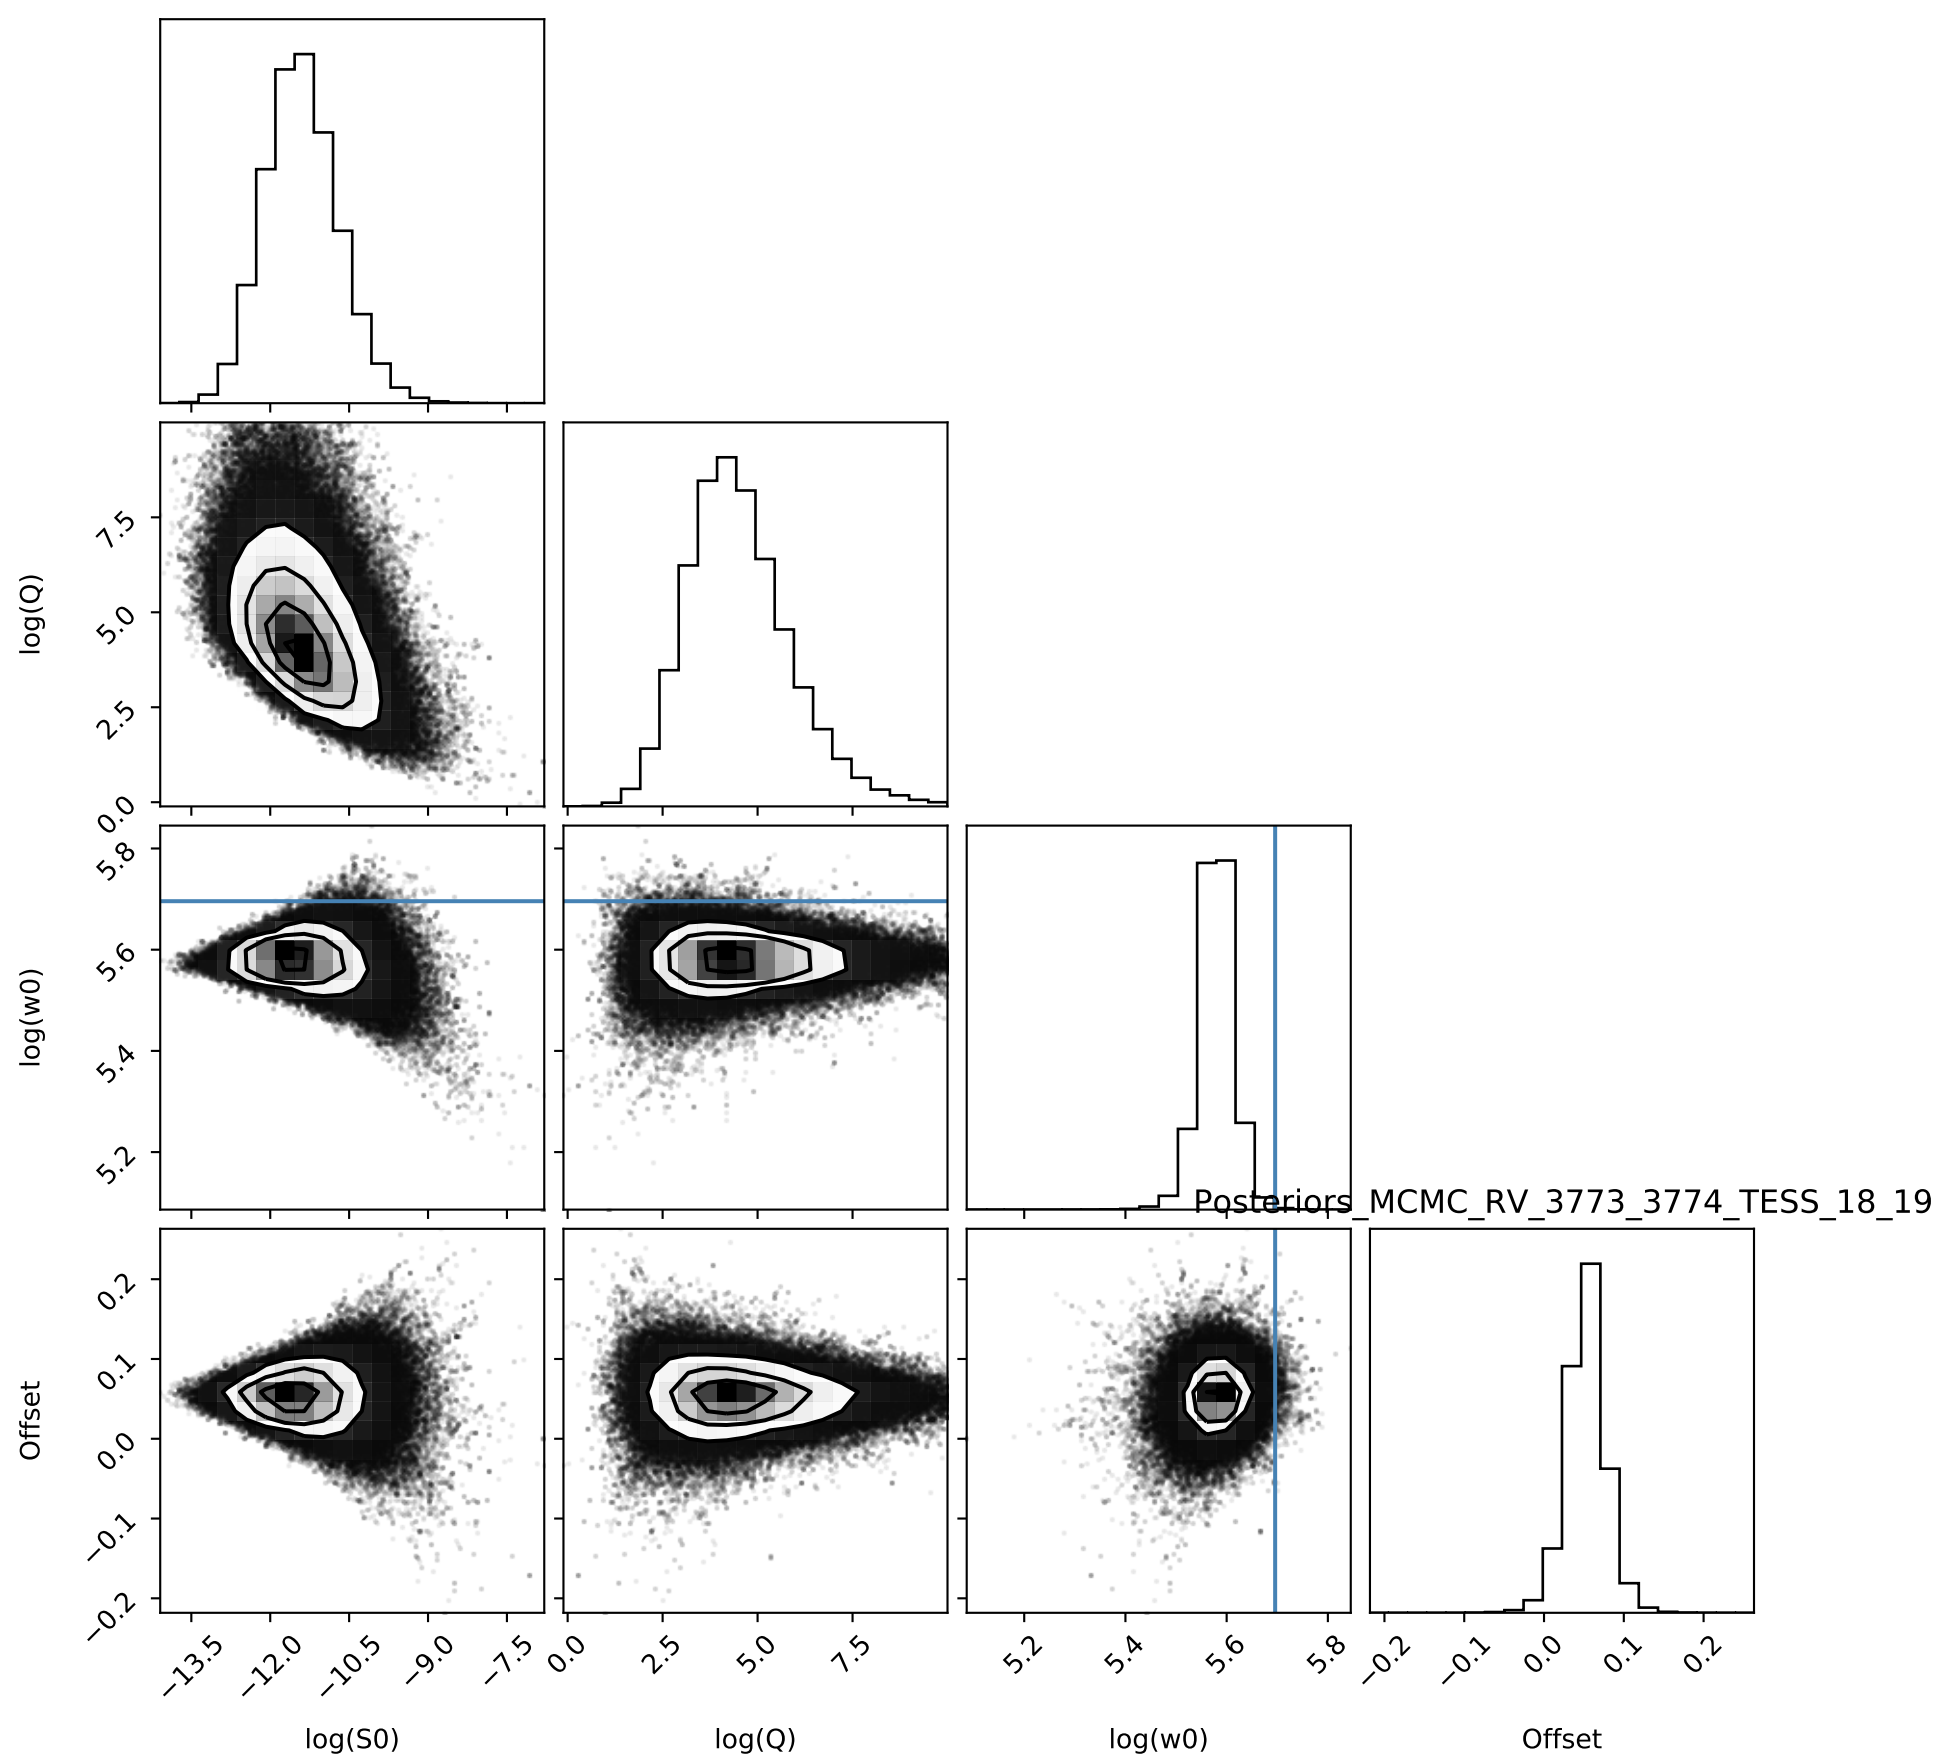 log(Q)
7.5
5.0
2.5
0.0
log(w0)
5.8
5.6
5.4
5.2
Posteriors_MCMC_RV_3773_3774_TESS_18_19
Offset
0.2
0.1
0.0
−0.1
−0.2
−13.5 −12.0 −10.5 −9.0 −7.5 0.0 2.5 5.0 7.5 5.2 5.4 5.6 5.8 −0.2 −0.1 0.0 0.1 0.2
log(S0) log(Q) log(w0) Offset